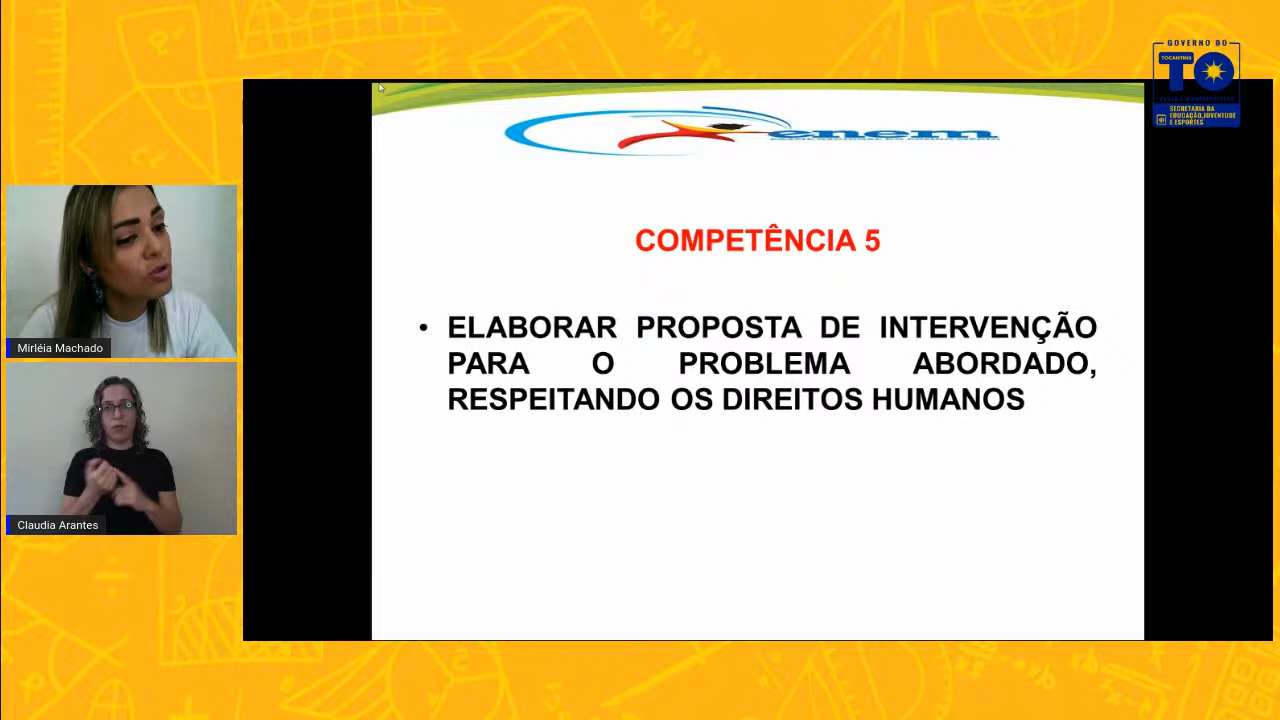 GOVERNO DO
TOCANTINS
TO
SECRETARIA DA
EDUCAÇÃO, JUVENTUDE
E ESPORTES
enem
COMPETÊNCIA 5
• ELABORAR PROPOSTA DE INTERVENÇÃO
PARA O PROBLEMA ABORDADO,
RESPEITANDO OS DIREITOS HUMANOS
Mirléia Machado
Claudia Arantes